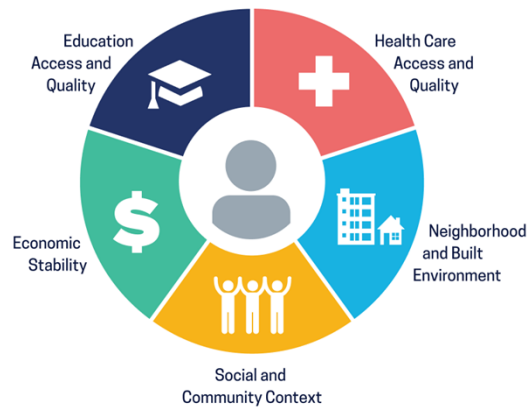 Education
Access and
Quality
Health Care
Access and
Quality
Economic
Stability
$
Neighborhood
and Built
Environment
Social and
Community Context